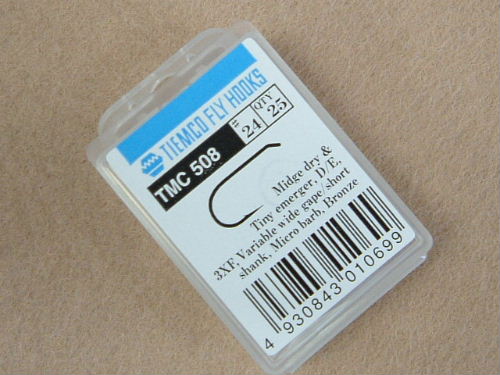 TIEMCO FLY HOOKS
TMC 508
# 24
QTY 25
Midge dry &
Tiny emerger, D/E,
3XF, Variable wide gape/short
shank, Micro barb, Bronze
4 930843 010699